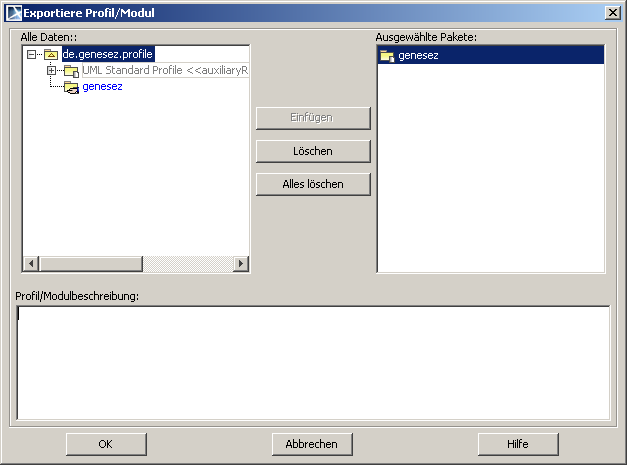 Exportiere Profil/Modul
Alle Daten::
de.genesez.profile
UML Standard Profile <<auxiliaryR
genesez
Einfügen
Löschen
Alles löschen
Ausgewählte Pakete:
genesez
Profil/Modulbeschreibung:
OK
Abbrechen
Hilfe